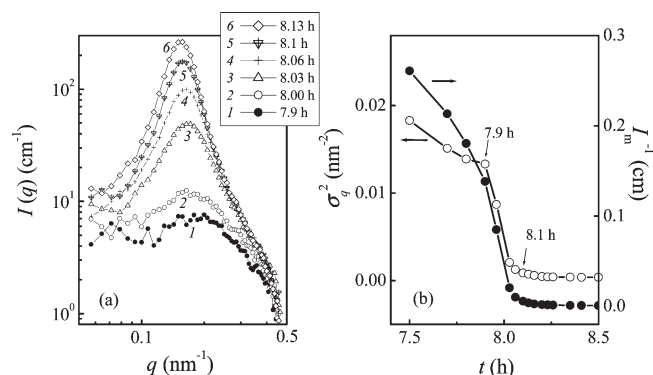 6 8.13 h
5 8.1 h
4 8.06 h
3 8.03 h
2 8.00 h
1 7.9 h
6
5
4
3
2
1
10²
10¹
10⁰
I (q) (cm⁻¹)
(a)
0.1
0.5
q (nm⁻¹)
0.02
0.01
0.00
σq² (nm⁻²)
7.9 h
8.1 h
(b)
0.3
0.2
0.1
0.0
Im⁻¹ (cm)
7.5
8.0
8.5
t (h)